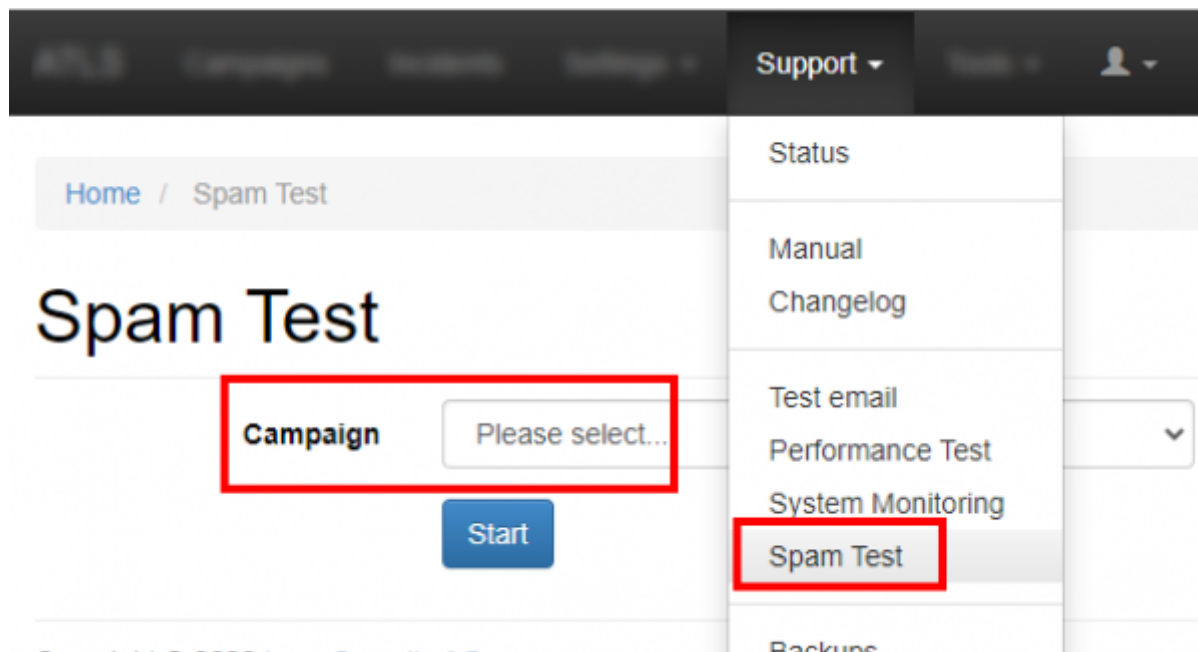 Support
Status
Home / Spam Test
Manual
Changelog
Spam Test
Test email
Campaign Please select...
Performance Test
System Monitoring
Start
Spam Test
Backups